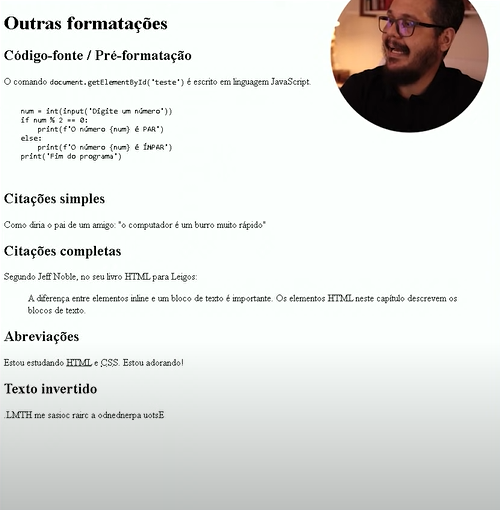 Outras formatações
Código-fonte / Pré-formatação
O comando document.getElementById('teste') é escrito em linguagem JavaScript.
num = int(input('Digite um número'))
if num % 2 == 0:
    print(f'O número {num} é PAR')
else:
    print(f'O número {num} é ÍMPAR')
print('Fim do programa')
Citações simples
Como diria o pai de um amigo: "o computador é um burro muito rápido"
Citações completas
Segundo Jeff Noble, no seu livro HTML para Leigos:
A diferença entre elementos inline e um bloco de texto é importante. Os elementos HTML neste capítulo descrevem os
blocos de texto.
Abreviações
Estou estudando HTML e CSS. Estou adorando!
Texto invertido
.LMTH me sasioc rairc a odnednerpa uotsE